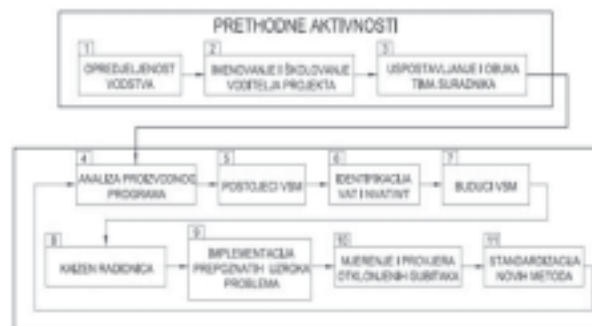 PRETHODNE AKTIVNOSTI
1
OPREDJELJENOST
VODSTVA
2
IMENOVANJE I ŠKOLOVANJE
VODITELJA PROJEKTA
3
USPOSTAVLJANJE I OBUKA
TIMA SURADNIKA
4
ANALIZA PROIZVODNOG
PROGRAMA
5
POSTOJEĆI VSM
6
IDENTIFIKACIJA
VAT I NVATIWT
7
BUDUĆI VSM
8
KAIZEN RADIONICA
9
IMPLEMENTACIJA
PREPOZNATIH UZROKA
PROBLEMA
10
MJERENJE I PROVJERA
OTKLONJENIH GUBITAKA
11
STANDARDIZACIJA
NOVIH METODA